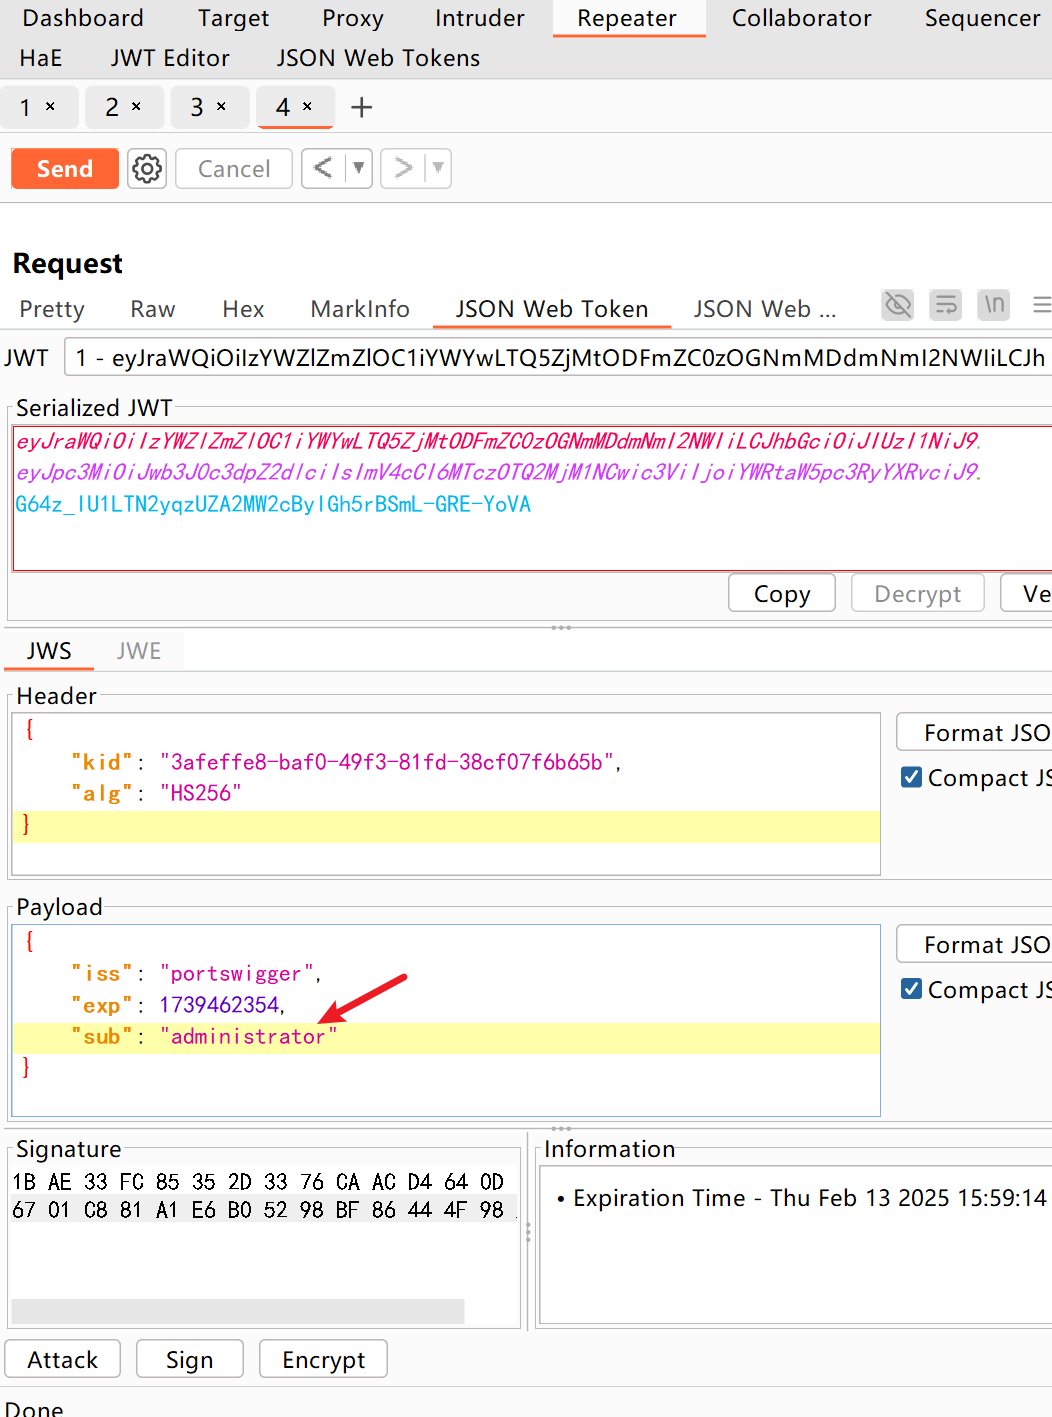 Dashboard Target Proxy Intruder Repeater Collaborator Sequencer
HaE JWT Editor JSON Web Tokens
1 × 2 × 3 × 4 × +
Send Cancel < ▼ > ▼
Request
Pretty Raw Hex MarkInfo JSON Web Token JSON Web ... \n
JWT 1 - eyJraWQiOiIzYWZlZmZlOC1iYWYwLTQ5ZjMtODFmZC0zOGNmMDdmNmI2NWIiLCJh
Serialized JWT
eyJraWQiOiIzYWZlZmZlOC1iYWYwLTQ5ZjMtODFmZC0zOGNmMDdmNmI2NWIiLCJhbGciOiJIUzI1NiJ9.
eyJpc3MiOiJwb3J0c3dpZ2dlciIsImV4cCI6MTczOTQ2MjM1NCwic3ViIjoiYWRtaW5pc3RyYXRvciJ9.
G64z_IU1LTN2yqzUZA2MW2cByIGh5rBSmL-GRE-YoVA
Copy Decrypt Ve
JWS JWE
Header
{
"kid": "3afeffe8-baf0-49f3-81fd-38cf07f6b65b",
"alg": "HS256"
}
Format JSO
Compact JS
Payload
{
"iss": "portswigger",
"exp": 1739462354,
"sub": "administrator"
}
Format JSO
Compact JS
Signature
1B AE 33 FC 85 35 2D 33 76 CA AC D4 64 0D
67 01 C8 81 A1 E6 B0 52 98 BF 86 44 4F 98
Information
• Expiration Time - Thu Feb 13 2025 15:59:14
Attack Sign Encrypt
Done